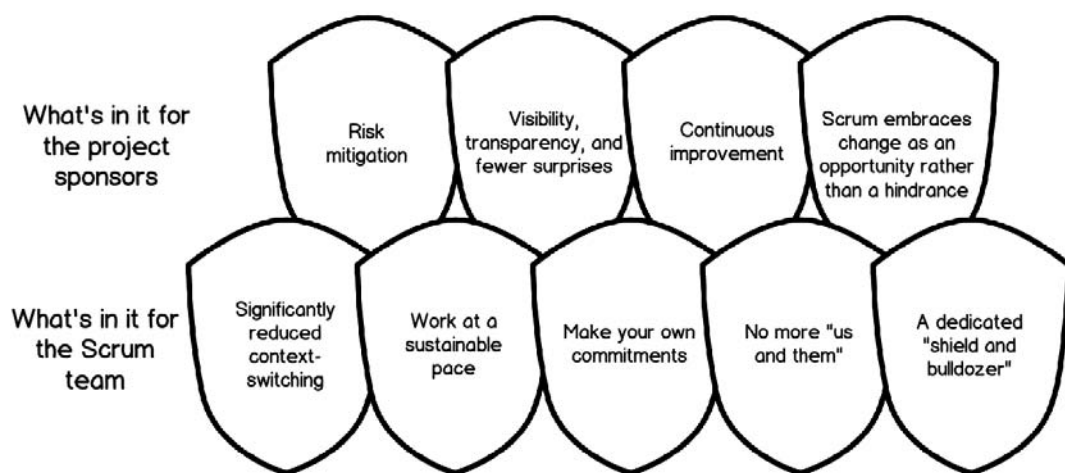 What's in it for
the project
sponsors
Risk
mitigation
Visibility,
transparency, and
fewer surprises
Continuous
improvement
Scrum embraces
change as an
opportunity rather
than a hindrance
What's in it for
the Scrum
team
Significantly
reduced
context-
switching
Work at a
sustainable
pace
Make your own
commitments
No more "us
and them"
A dedicated
"shield and
bulldozer"